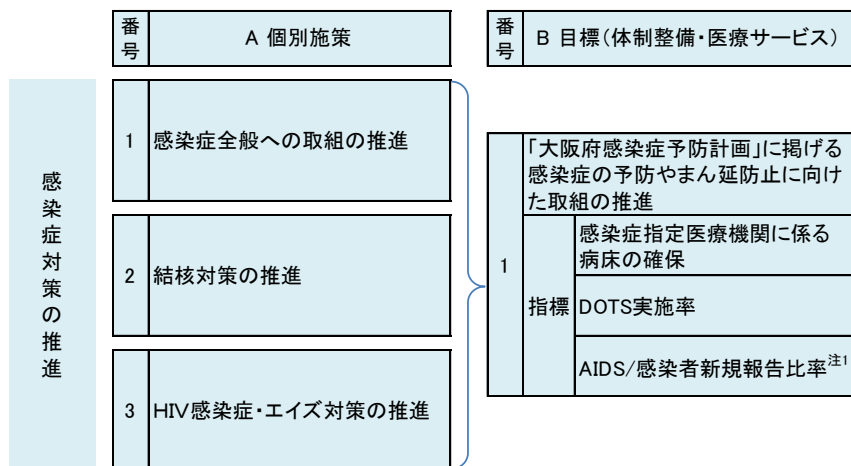 番号
A 個別施策
番号
B 目標(体制整備・医療サービス)
感染症対策の推進
1
感染症全般への取組の推進
2
結核対策の推進
3
HIV感染症・エイズ対策の推進
1
「大阪府感染症予防計画」に掲げる
感染症の予防やまん延防止に向け
た取組の推進
指標
感染症指定医療機関に係る
病床の確保
DOTS実施率
AIDS/感染者新規報告比率注1